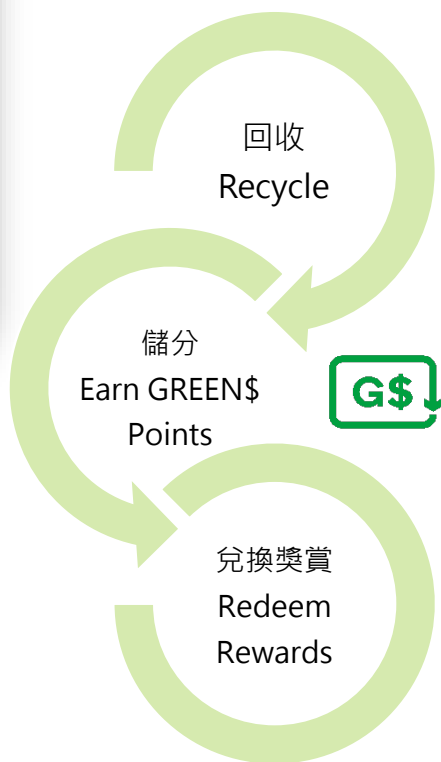 回收
Recycle
儲分
Earn GREEN$
Points
G$
兌換獎賞
Redeem
Rewards